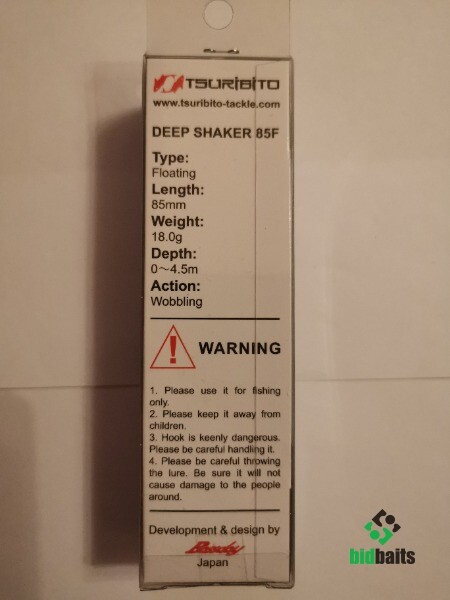 TSURIBITO
www.tsuribito-tackle.com
DEEP SHAKER 85F
Type:
Floating
Length:
85mm
Weight:
18.0g
Depth:
0～4.5m
Action:
Wobbling
WARNING
1. Please use it for fishing
only.
2. Please keep it away from
children.
3. Hook is keenly dangerous.
Please be careful handling it.
4. Please be careful throwing
the lure. Be sure it will not
cause damage to the people
around.
Development & design by
Japan
bidbaits